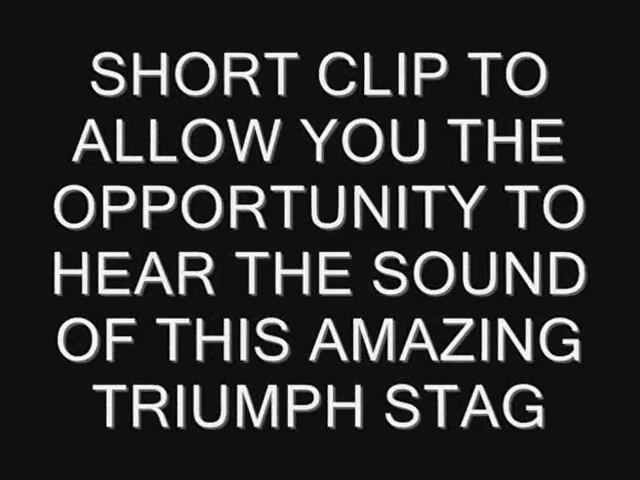 SHORT CLIP TO
ALLOW YOU THE
OPPORTUNITY TO
HEAR THE SOUND
OF THIS AMAZING
TRIUMPH STAG